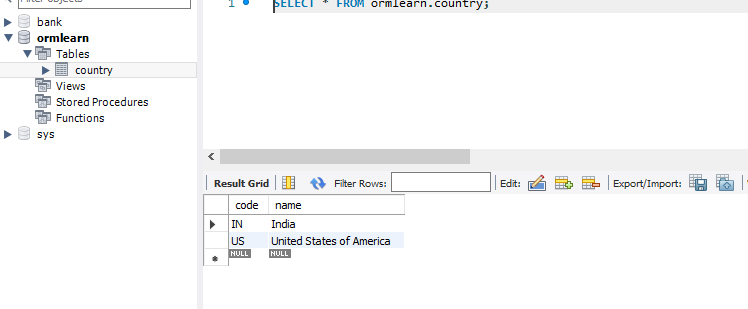 Filter objects
bank
ormlearn
Tables
country
Views
Stored Procedures
Functions
sys
1
SELECT * FROM ormlearn.country;
Result Grid Filter Rows: Edit: Export/Import:
code name
IN India
US United States of America
NULL NULL